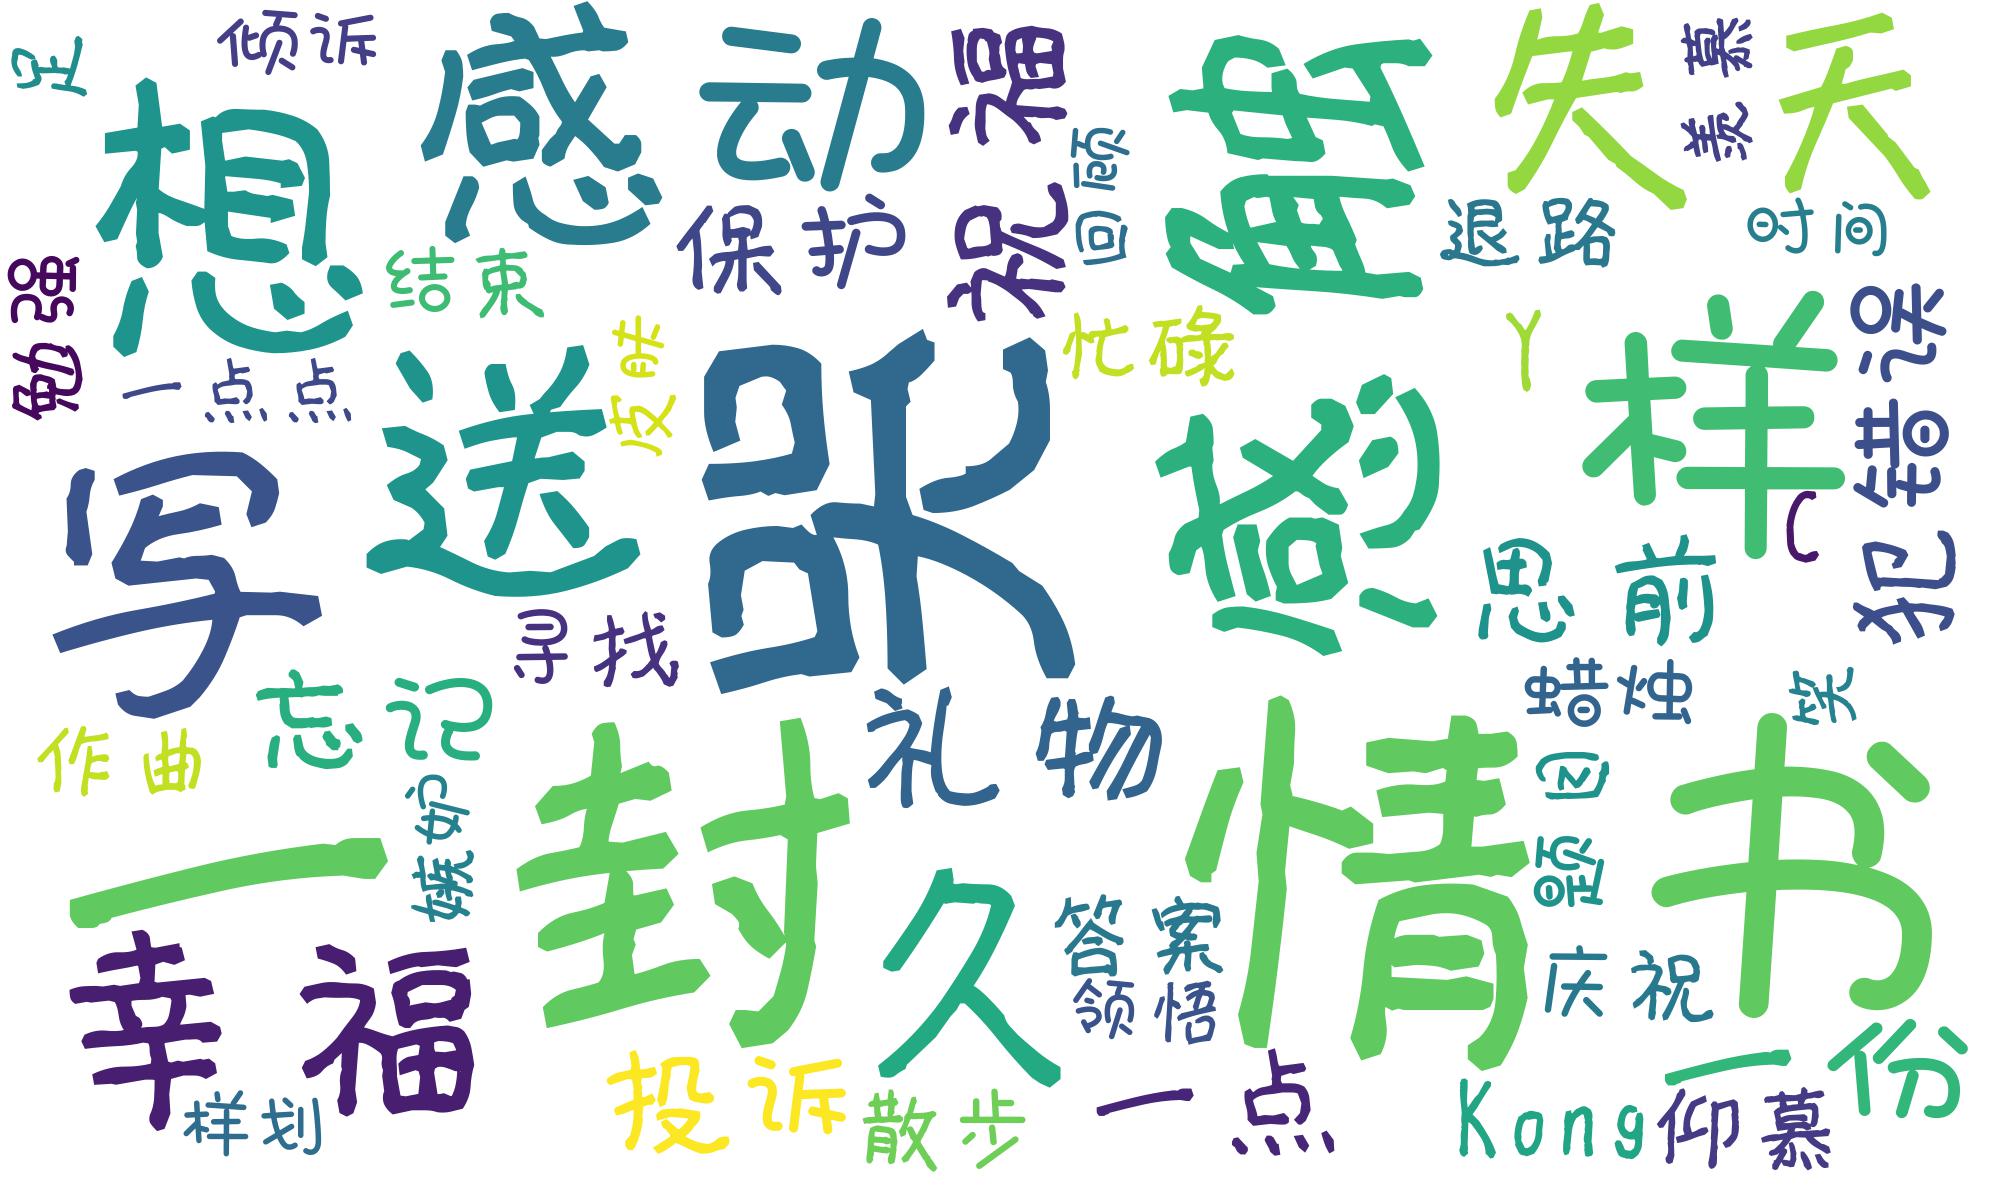 足
倾诉
感动
祝福
回顾
触
失
天
羡慕
想
勉强
结束
保护
退路
时间
一点点
忙碌
Y
样
犯错误
C
写
送
张
惑
思前
寻找
忘记
作曲
嫉妒
礼物
蜡烛
笑
一封
情书
久
答案
领悟
庆祝
幸福
样划
投诉
散步
一点
Kong
仰慕
一份